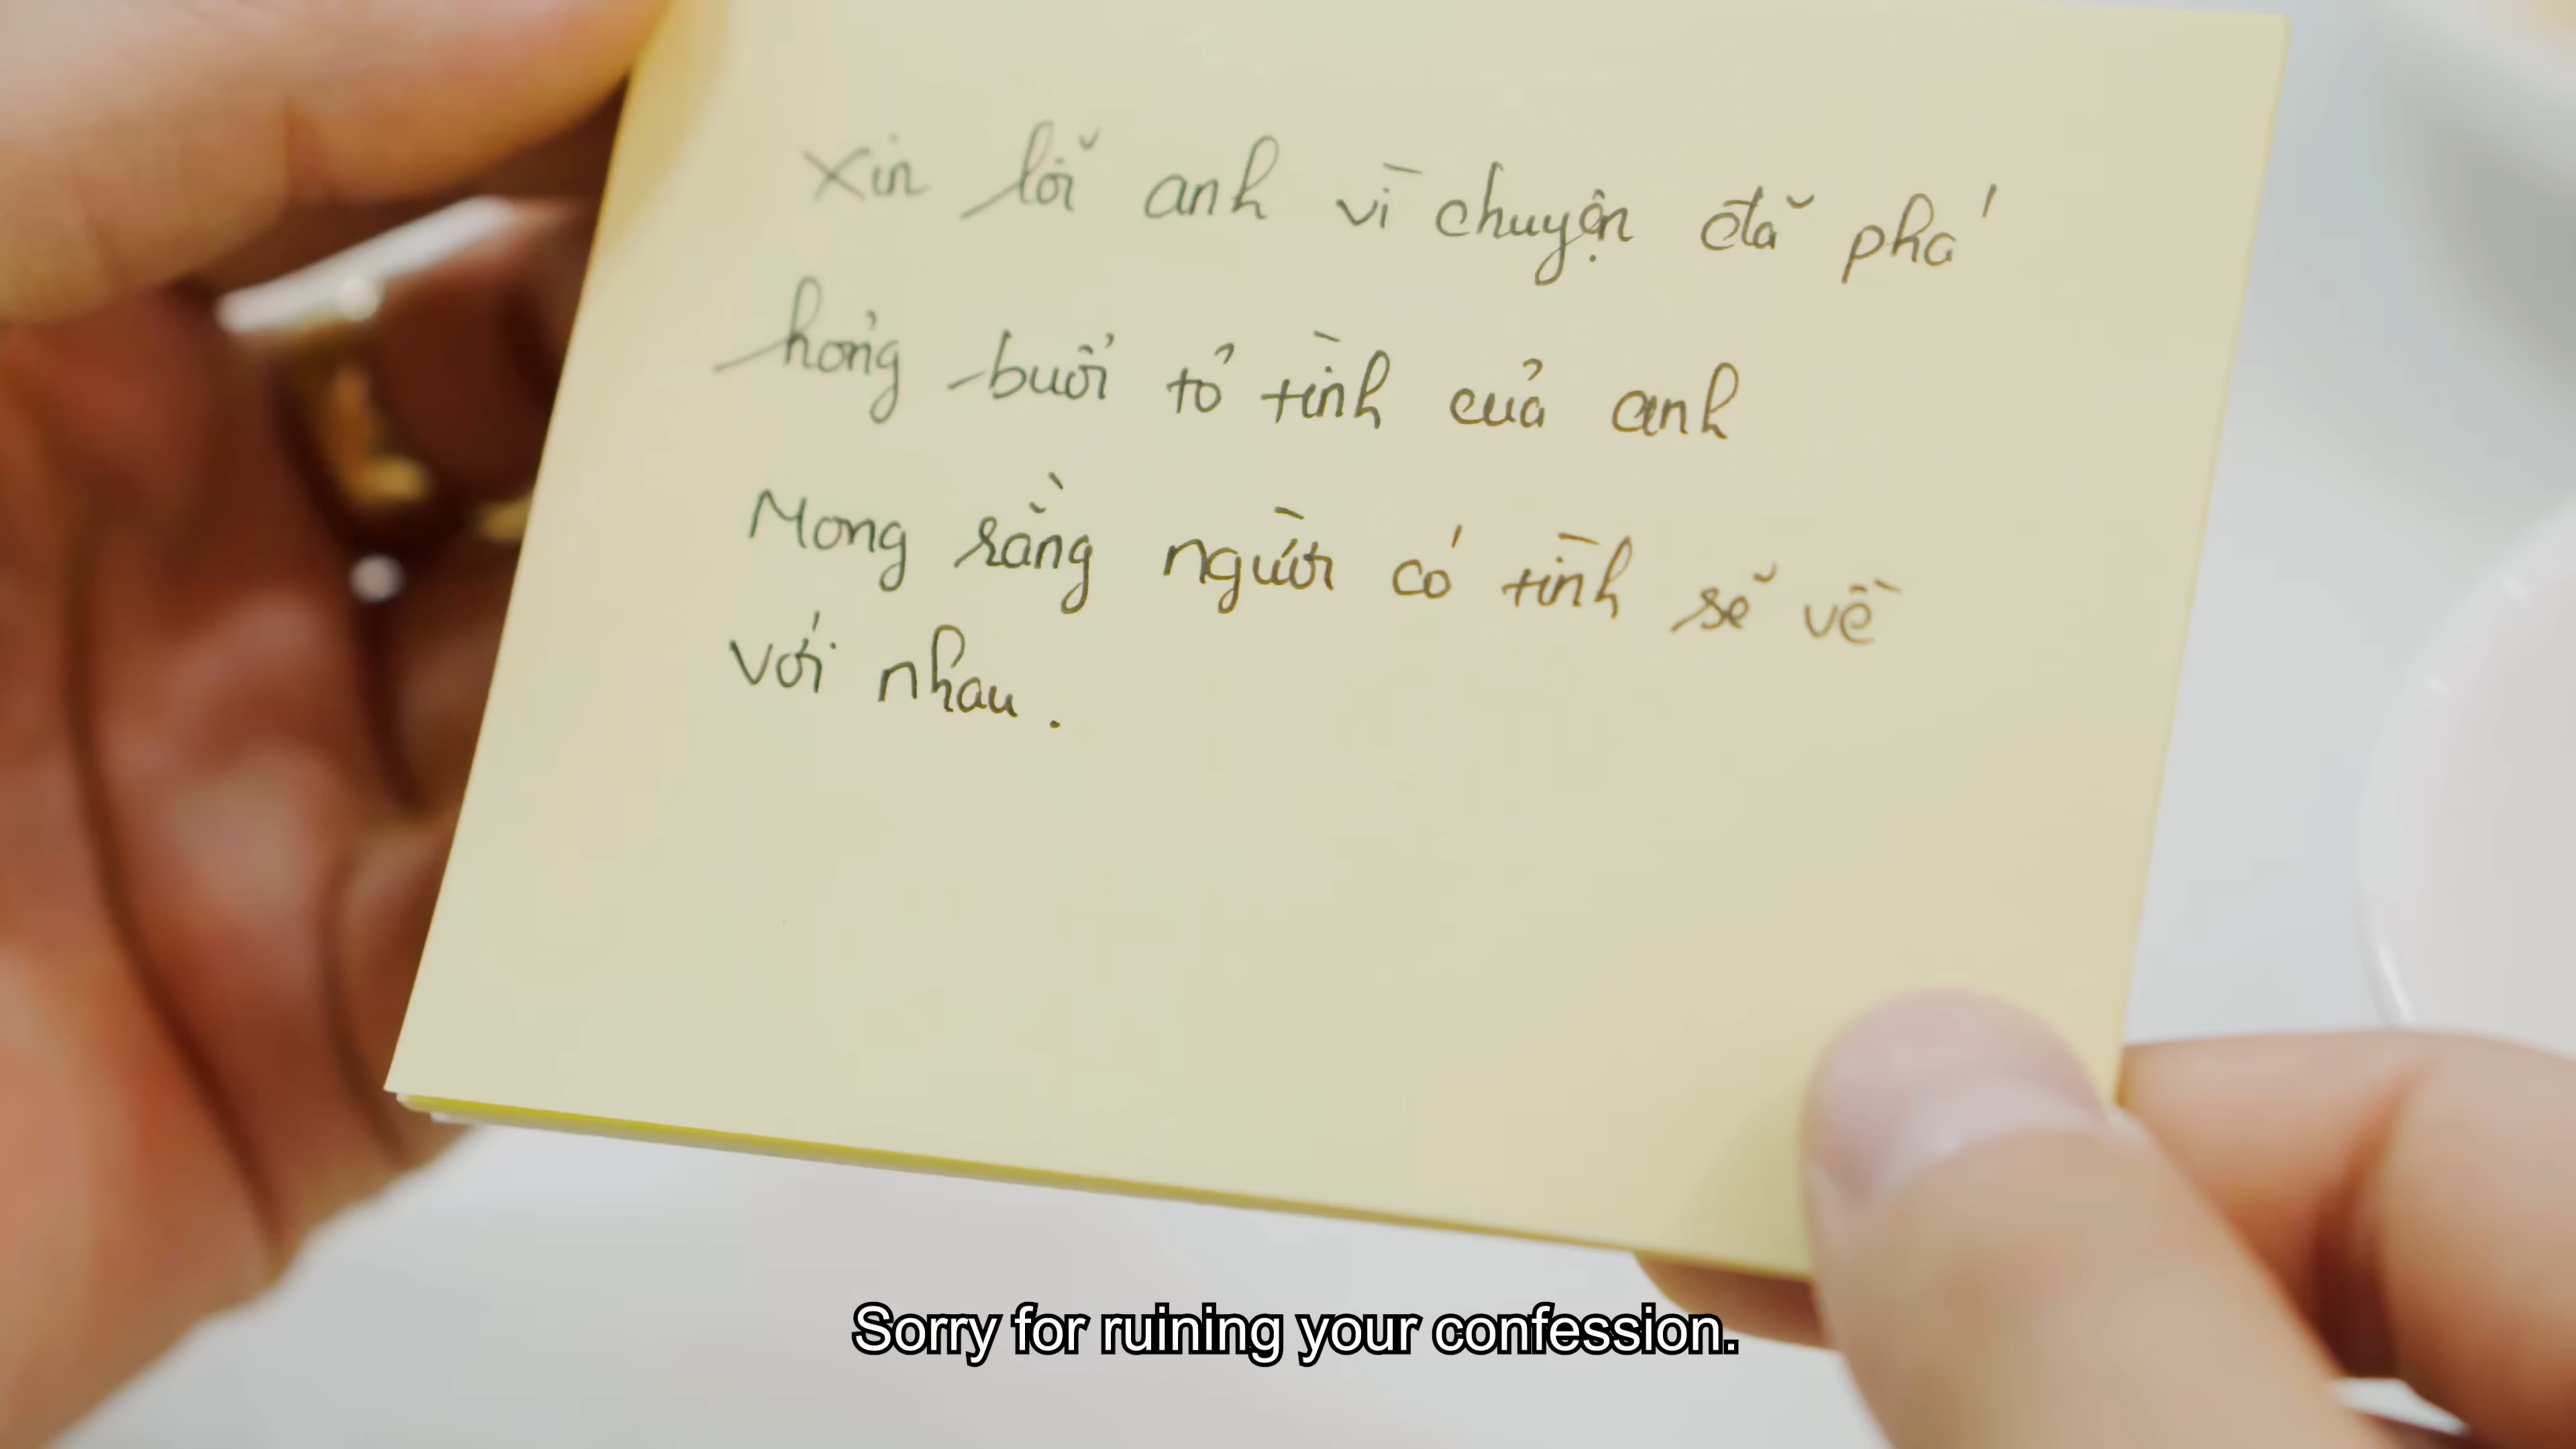 Xin lỗi anh vì chuyện đã phá
hỏng buổi tỏ tình của anh
Mong rằng người có tình sẽ về
với nhau.
Sorry for ruining your confession.